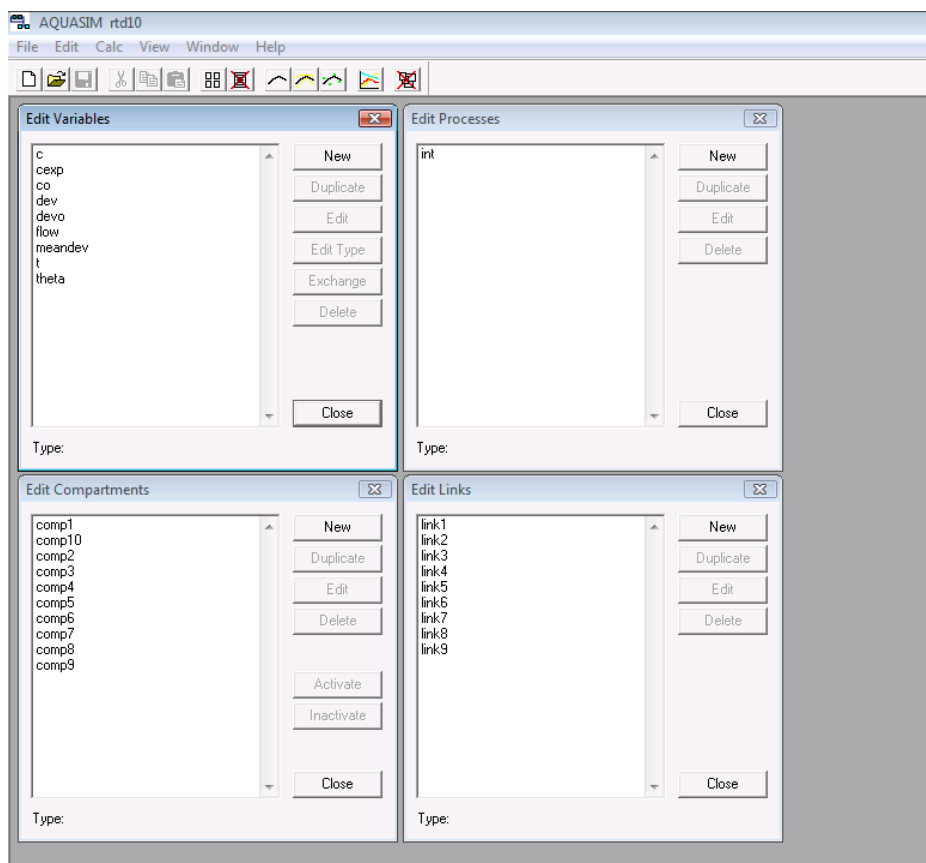 AQUASIM rtd10
File Edit Calc View Window Help
Edit Variables
c
cexp
co
dev
devo
flow
meandev
t
theta
New
Duplicate
Edit
Edit Type
Exchange
Delete
Close
Type:
Edit Processes
int
New
Duplicate
Edit
Delete
Close
Type:
Edit Compartments
comp1
comp10
comp2
comp3
comp4
comp5
comp6
comp7
comp8
comp9
New
Duplicate
Edit
Delete
Activate
Inactivate
Close
Type:
Edit Links
link1
link2
link3
link4
link5
link6
link7
link8
link9
New
Duplicate
Edit
Delete
Close
Type: